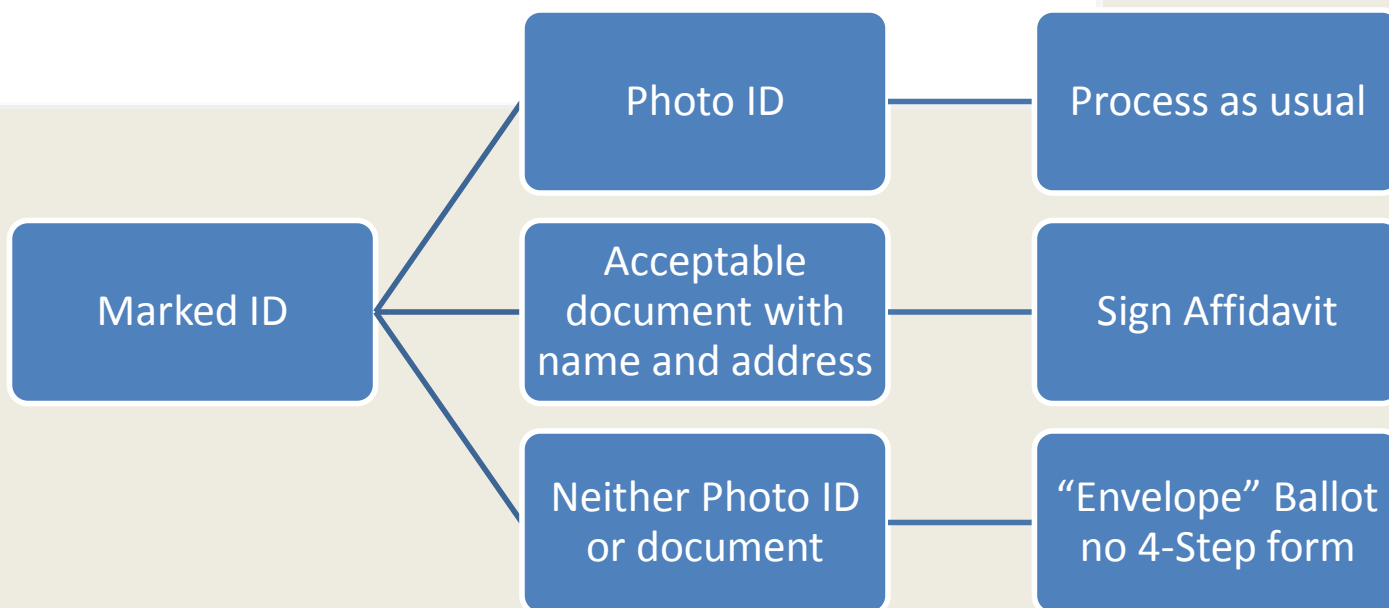 Marked ID
Photo ID
Process as usual
Acceptable
document with
name and address
Sign Affidavit
Neither Photo ID
or document
“Envelope” Ballot
no 4-Step form